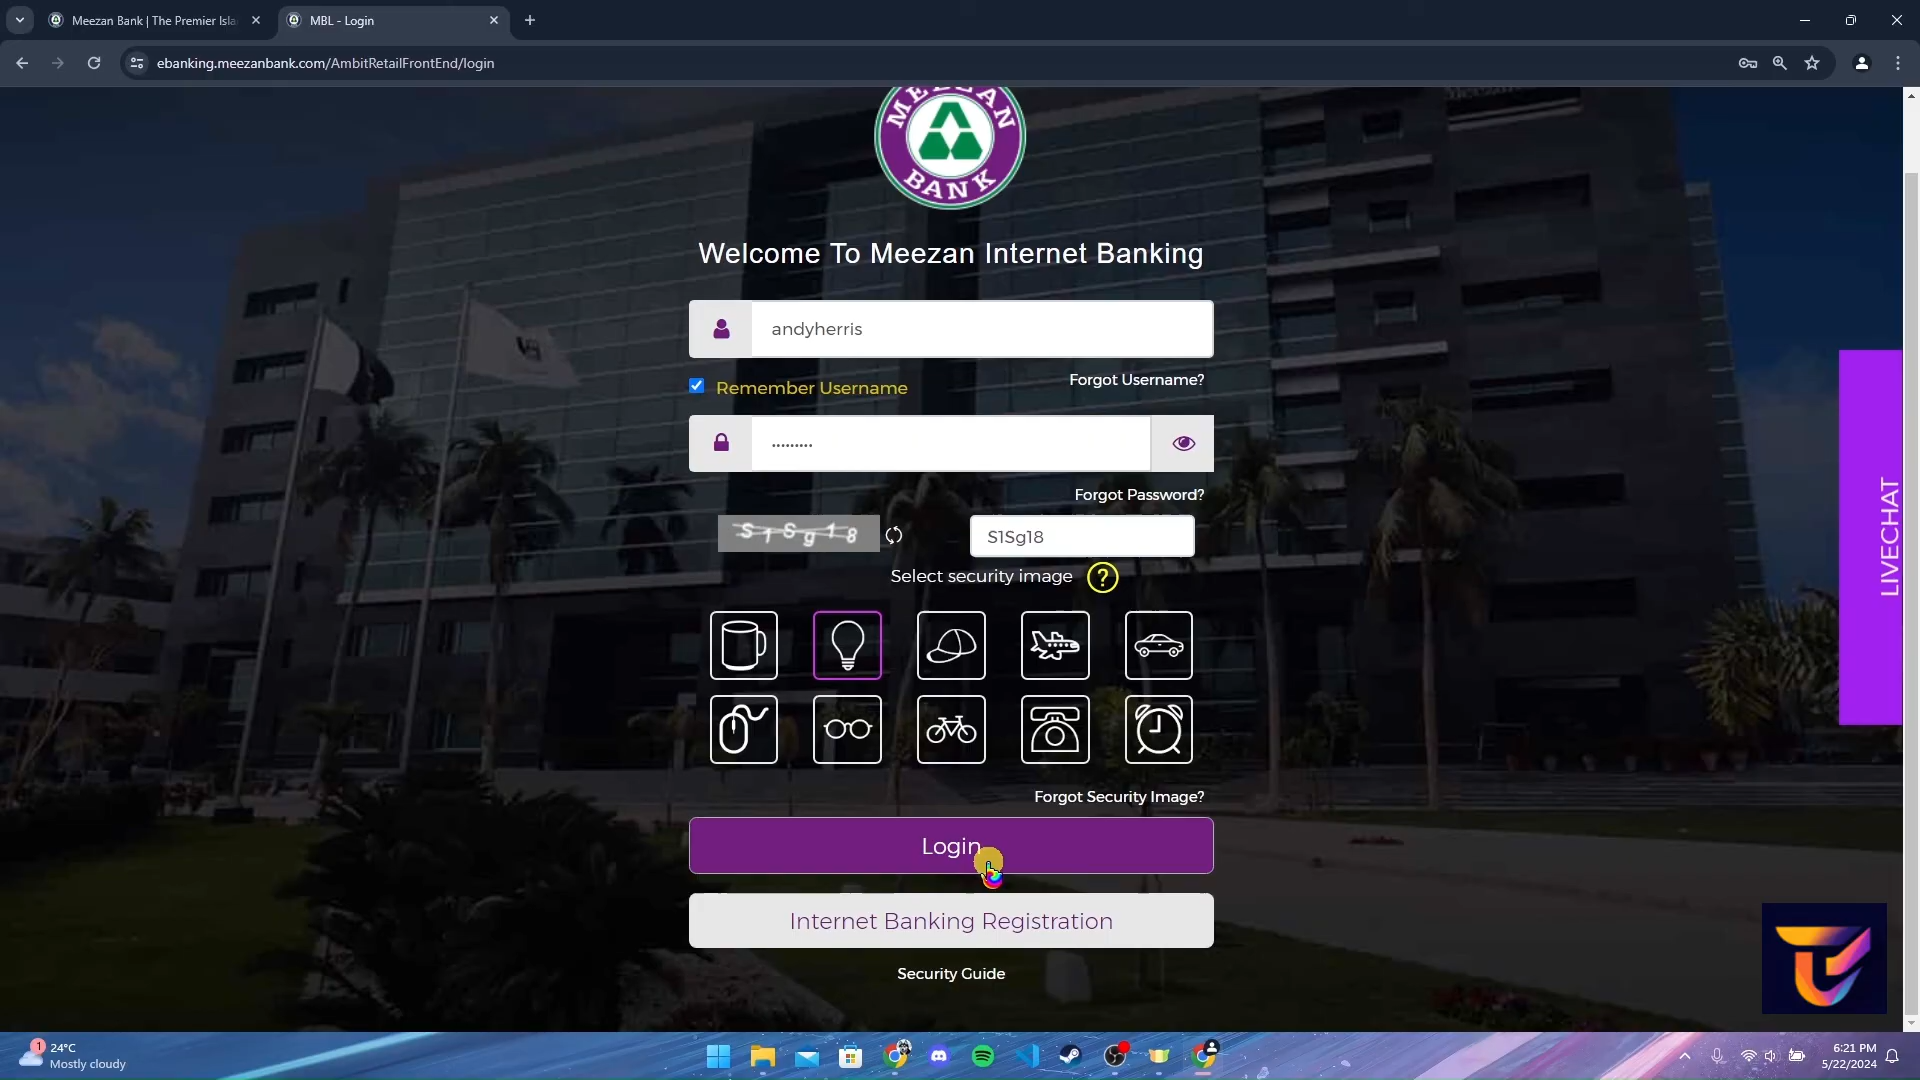 Meezan Bank | The Premier Isla
MBL - Login
ebanking.meezanbank.com/AmbitRetailFrontEnd/login
MEEZAN
BANK
Welcome To Meezan Internet Banking
andyherris
Remember Username
Forgot Username?
•••••••••
Forgot Password?
S1Sg18
S1Sg18
Select security image ?
Forgot Security Image?
Login
Internet Banking Registration
Security Guide
LIVECHAT
1
24°C
Mostly cloudy
6:21 PM
5/22/2024